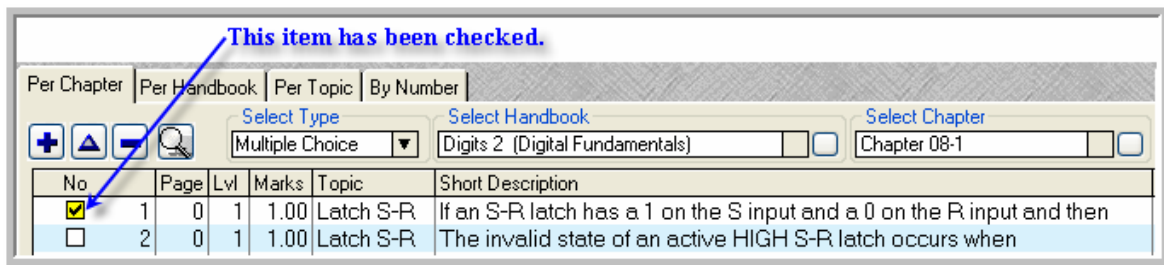 This item has been checked.
Per Chapter Per Handbook Per Topic By Number
Select Type Select Handbook Select Chapter
Multiple Choice Digits 2 (Digital Fundamentals) Chapter 08-1
No Page Lvl Marks Topic Short Description
1 0 1 1.00 Latch S-R If an S-R latch has a 1 on the S input and a 0 on the R input and then
2 0 1 1.00 Latch S-R The invalid state of an active HIGH S-R latch occurs when